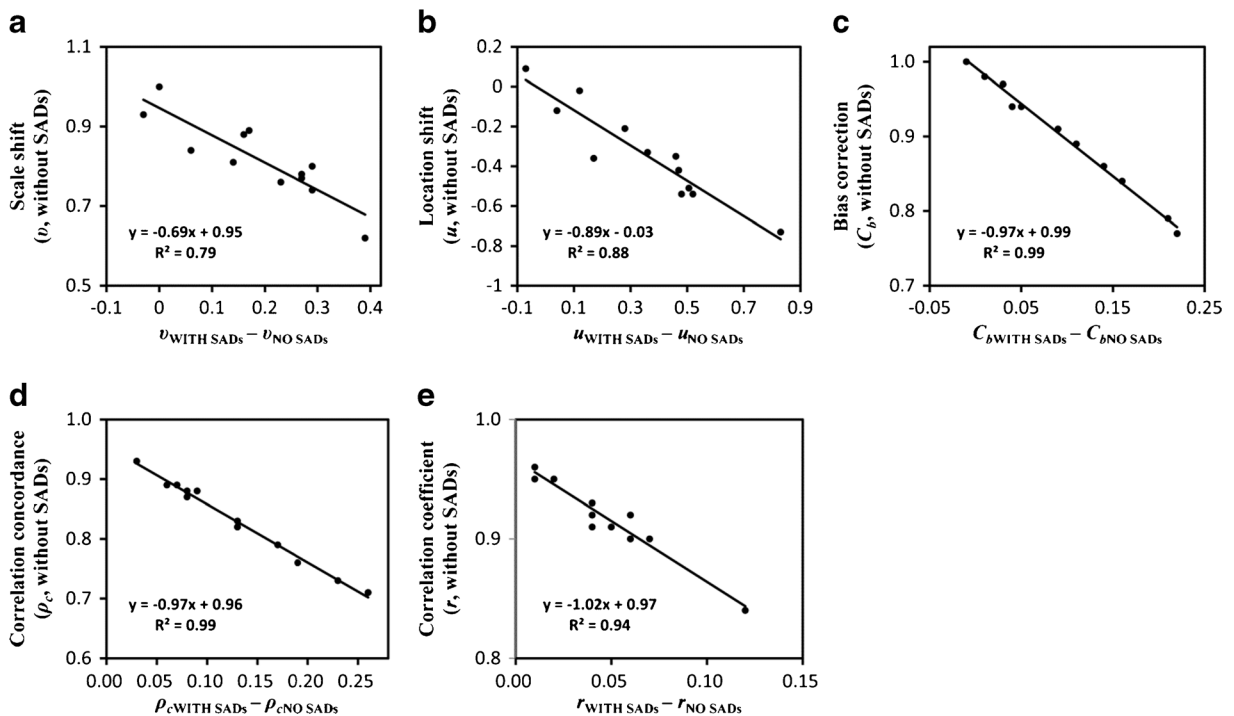 a
Scale shift
(υ, without SADs)
1.1
0.9
0.7
0.5
y = -0.69x + 0.95
R² = 0.79
-0.1 0 0.1 0.2 0.3 0.4
υWITH SADs – υNO SADs
b
Location shift
(u, without SADs)
0.2
0
-0.2
-0.4
-0.6
-0.8
-1
y = -0.89x - 0.03
R² = 0.88
-0.1 0.1 0.3 0.5 0.7 0.9
uWITH SADs – uNO SADs
c
Bias correction
(Cb, without SADs)
1.0
0.9
0.8
0.7
y = -0.97x + 0.99
R² = 0.99
-0.05 0.05 0.15 0.25
CbWITH SADs – CbNO SADs
d
Correlation concordance
(ρc, without SADs)
1.0
0.9
0.8
0.7
0.6
y = -0.97x + 0.96
R² = 0.99
0.00 0.05 0.10 0.15 0.20 0.25
ρcWITH SADs – ρcNO SADs
e
Correlation coefficient
(r, without SADs)
1.0
0.9
0.8
y = -1.02x + 0.97
R² = 0.94
0.00 0.05 0.10 0.15
rWITH SADs – rNO SADs